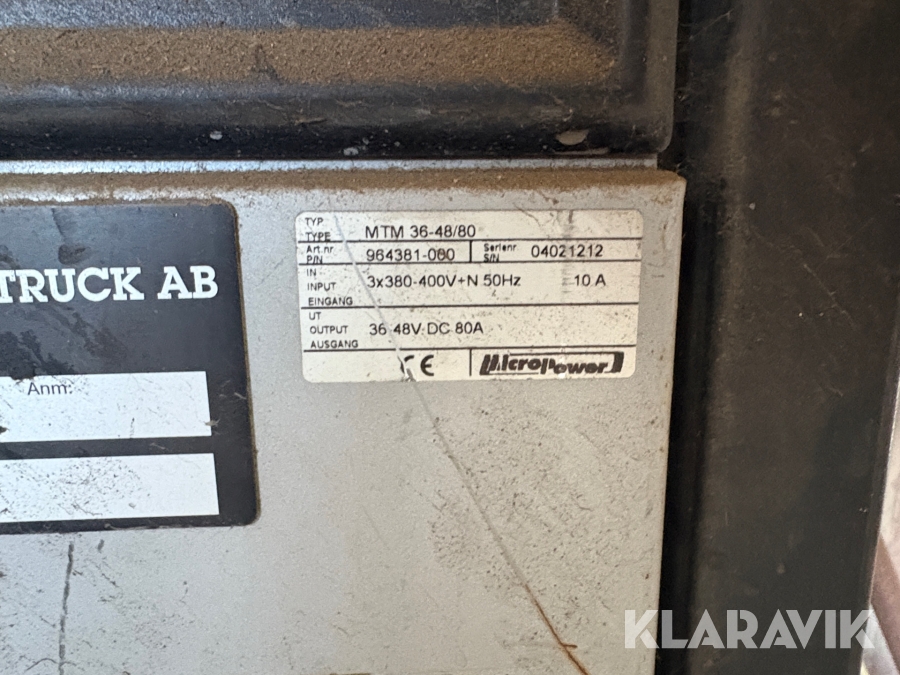 TRUCK AB
Anm:
TYP
TYPE MTM 36-48/80
Art.nr. P/N 964381-000 Serienr S/N 04021212
IN
INPUT 3x380-400V+N 50Hz 10 A
EINGANG
UT
OUTPUT 36 48V DC 80A
AUSGANG
CE MicroPower
KLARAVIK